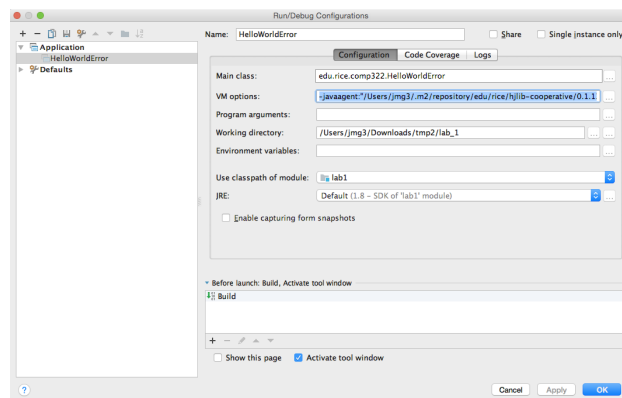 Run/Debug Configurations
Name: HelloWorldError Share Single instance only
Application
HelloWorldError
Defaults
Configuration Code Coverage Logs
Main class: edu.rice.comp322.HelloWorldError ...
VM options: -javaagent:"/Users/jmg3/.m2/repository/edu/rice/hjlib-cooperative/0.1.1 ...
Program arguments: ...
Working directory: /Users/jmg3/Downloads/tmp2/lab_1 ... ...
Environment variables: ...
Use classpath of module: lab1
JRE: Default (1.8 - SDK of 'lab1' module) ...
Enable capturing form snapshots
Before launch: Build, Activate tool window
Build
Show this page Activate tool window
? Cancel Apply OK